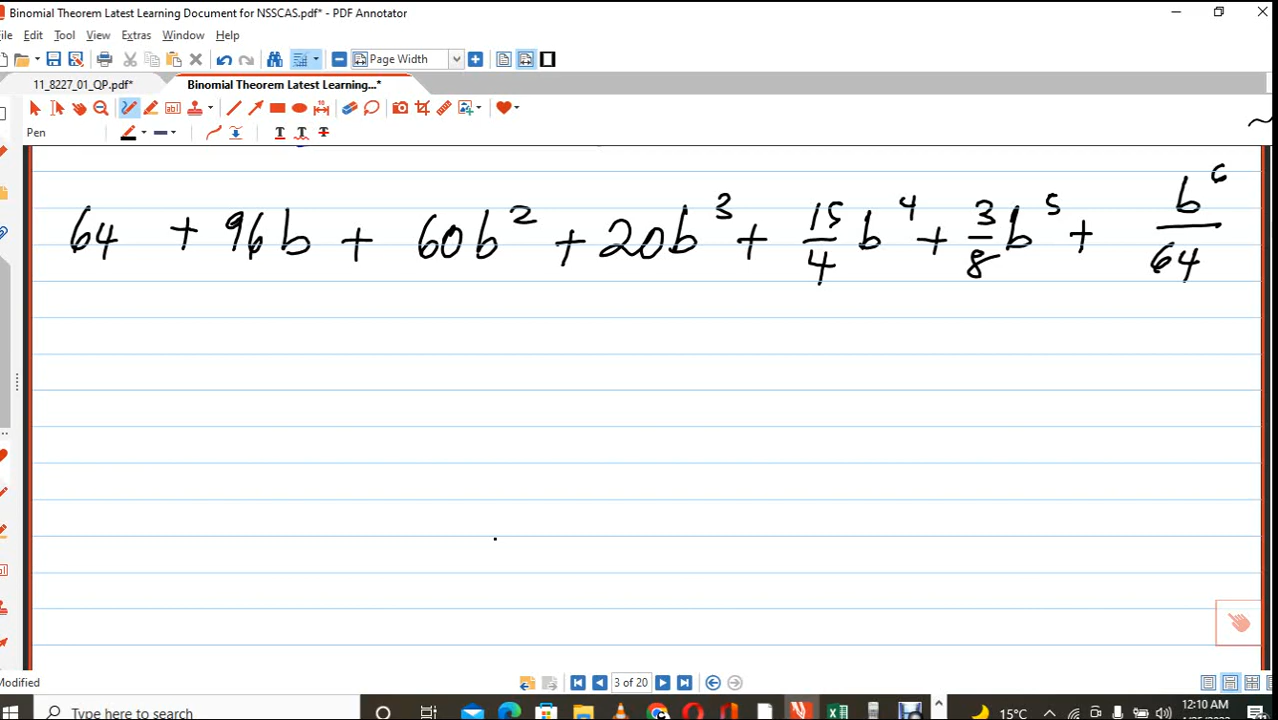 Binomial Theorem Latest Learning Document for NSSCAS.pdf* - PDF Annotator
ile Edit Tool View Extras Window Help
Page Width
11_8227_01_QP.pdf* Binomial Theorem Latest Learning...*
Pen
64 + 96b + 60b² + 20b³ + 15/4 b⁴ + 3/8 b⁵ + b⁶/64
3 of 20
Modified
12:10 AM
Type here to search
15°C